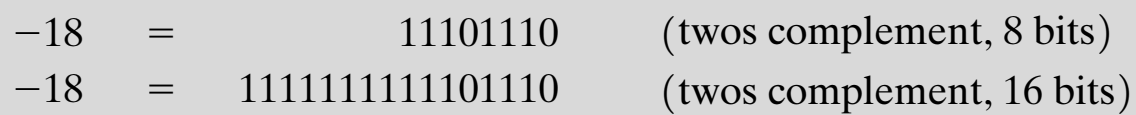 −18 = 11101110 (twos complement, 8 bits)
−18 = 1111111111101110 (twos complement, 16 bits)